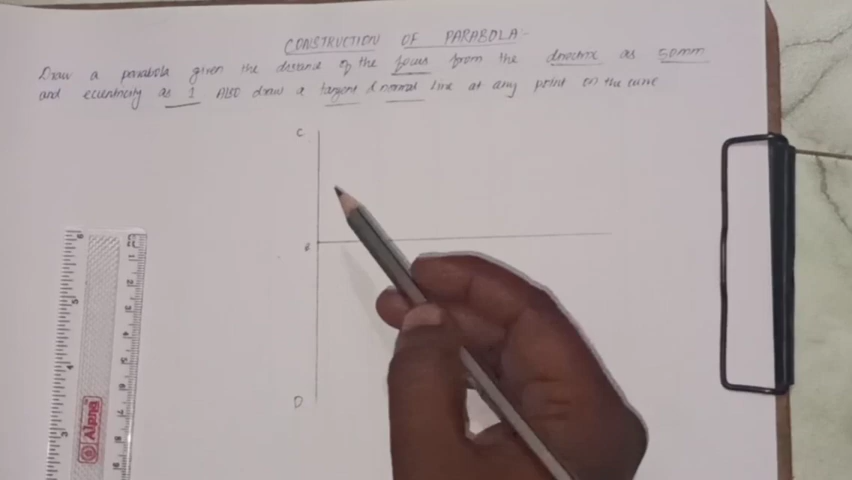 CONSTRUCTION OF PARABOLA:-
Draw a parabola given the distance of the focus from the directrix as 50mm
and eccentricity as 1 Also draw a tangent & normal line at any point on the curve
C
D
Alpha